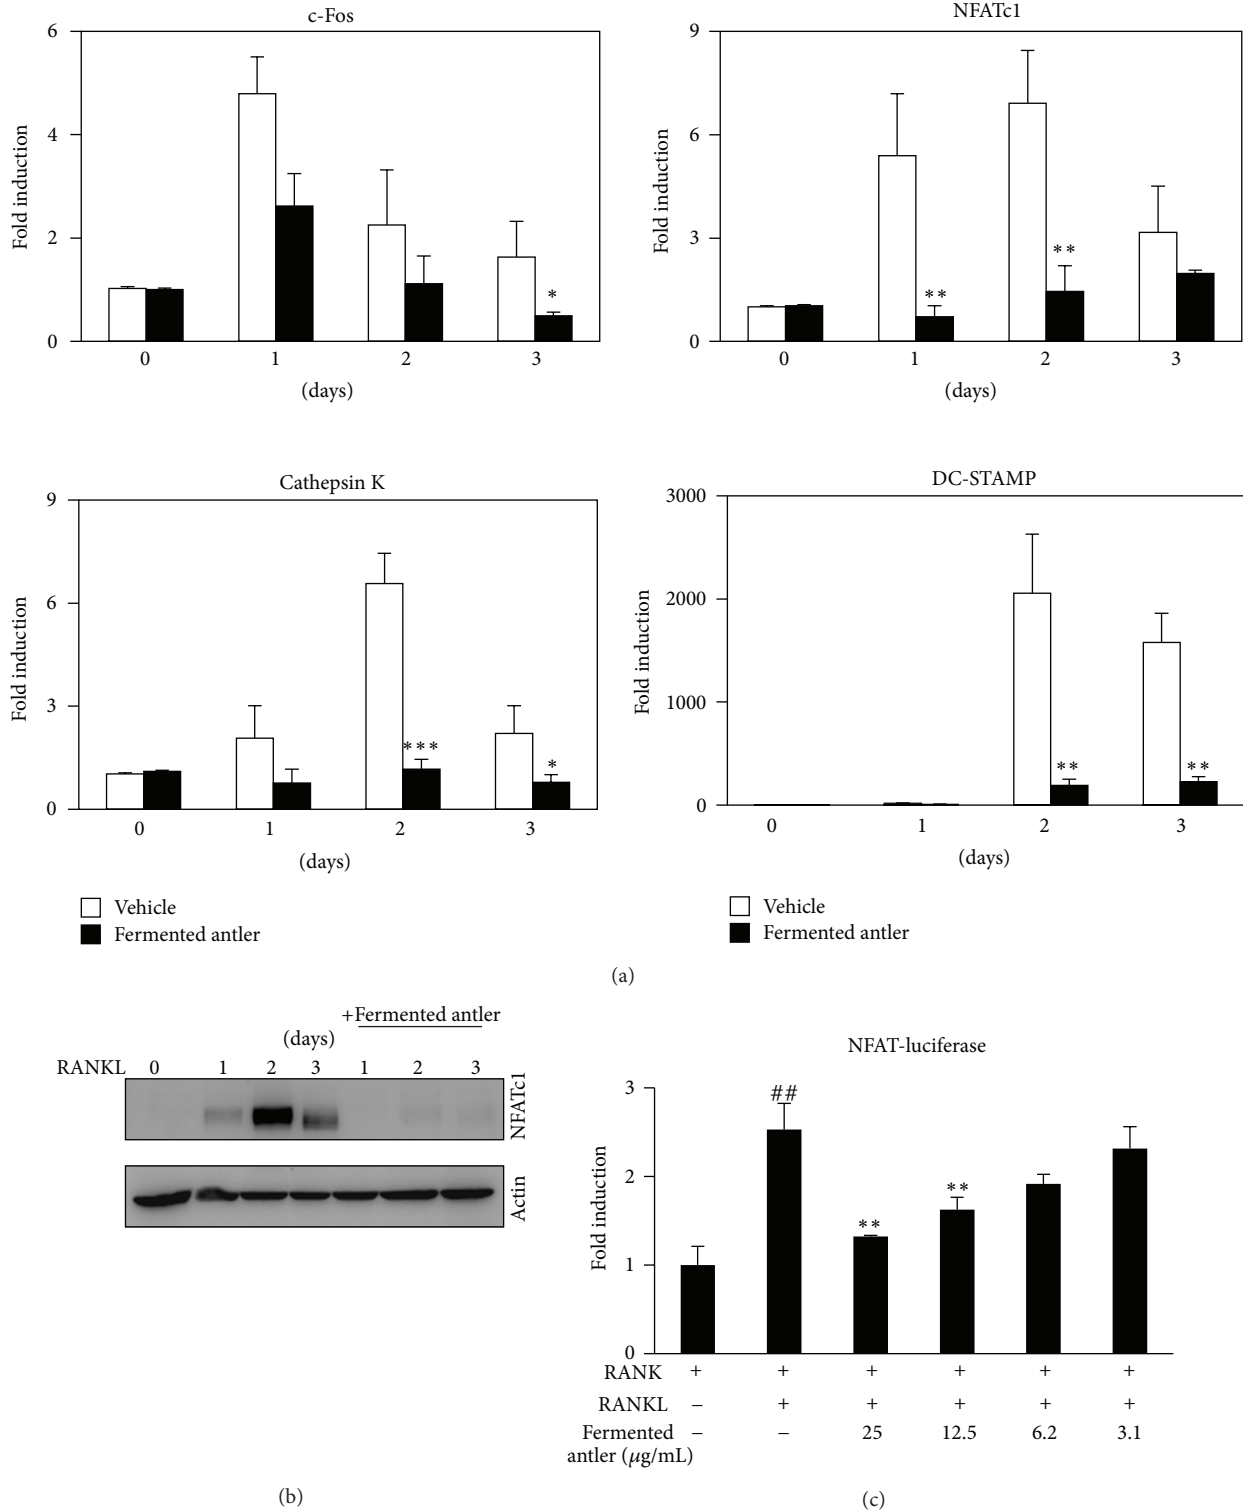 c-Fos
6
4
2
0
Fold induction
0 1 2 3
*
(days)
NFATc1
9
6
3
0
Fold induction
** **
0 1 2 3
(days)
Cathepsin K
9
6
3
0
Fold induction
*** *
0 1 2 3
(days)
DC-STAMP
3000
2000
1000
0
Fold induction
** **
0 1 2 3
(days)
Vehicle
Fermented antler
Vehicle
Fermented antler
(a)
+Fermented antler
(days)
RANKL 0 1 2 3 1 2 3
NFATc1
Actin
(b)
NFAT-luciferase
3
2
1
0
Fold induction
##
** **
RANK + + + + + +
RANKL – + + + + +
Fermented – – 25 12.5 6.2 3.1
antler (μg/mL)
(c)